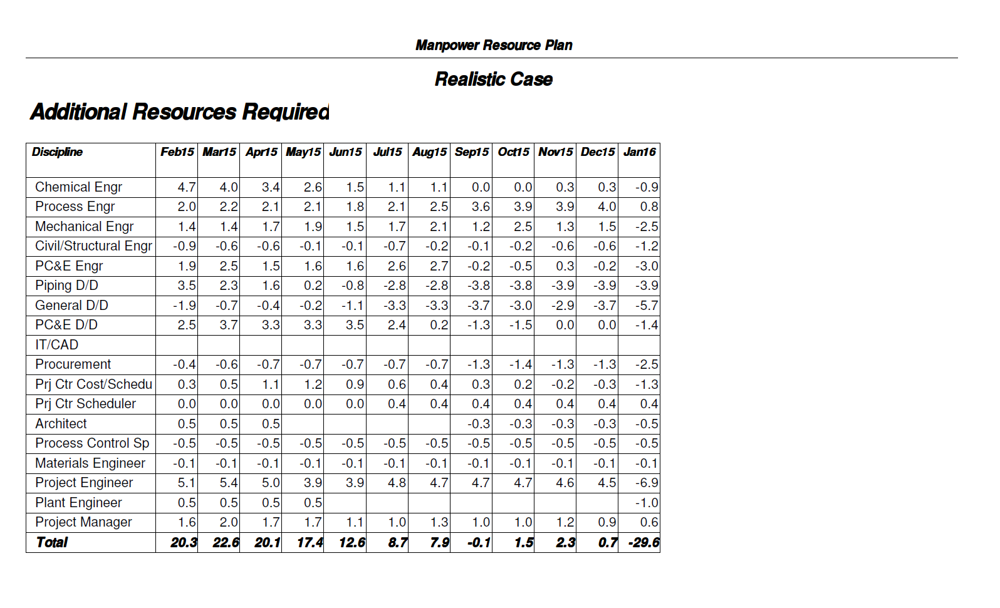 Manpower Resource Plan
Realistic Case
Additional Resources Required
Discipline Feb15 Mar15 Apr15 May15 Jun15 Jul15 Aug15 Sep15 Oct15 Nov15 Dec15 Jan16
Chemical Engr 4.7 4.0 3.4 2.6 1.5 1.1 1.1 0.0 0.0 0.3 0.3 -0.9
Process Engr 2.0 2.2 2.1 2.1 1.8 2.1 2.5 3.6 3.9 3.9 4.0 0.8
Mechanical Engr 1.4 1.4 1.7 1.9 1.5 1.7 2.1 1.2 2.5 1.3 1.5 -2.5
Civil/Structural Engr -0.9 -0.6 -0.6 -0.1 -0.1 -0.7 -0.2 -0.1 -0.2 -0.6 -0.6 -1.2
PC&E Engr 1.9 2.5 1.5 1.6 1.6 2.6 2.7 -0.2 -0.5 0.3 -0.2 -3.0
Piping D/D 3.5 2.3 1.6 0.2 -0.8 -2.8 -2.8 -3.8 -3.8 -3.9 -3.9 -3.9
General D/D -1.9 -0.7 -0.4 -0.2 -1.1 -3.3 -3.3 -3.7 -3.0 -2.9 -3.7 -5.7
PC&E D/D 2.5 3.7 3.3 3.3 3.5 2.4 0.2 -1.3 -1.5 0.0 0.0 -1.4
IT/CAD
Procurement -0.4 -0.6 -0.7 -0.7 -0.7 -0.7 -0.7 -1.3 -1.4 -1.3 -1.3 -2.5
Prj Ctr Cost/Schedu 0.3 0.5 1.1 1.2 0.9 0.6 0.4 0.3 0.2 -0.2 -0.3 -1.3
Prj Ctr Scheduler 0.0 0.0 0.0 0.0 0.0 0.4 0.4 0.4 0.4 0.4 0.4 0.4
Architect 0.5 0.5 0.5 -0.3 -0.3 -0.3 -0.3 -0.5
Process Control Sp -0.5 -0.5 -0.5 -0.5 -0.5 -0.5 -0.5 -0.5 -0.5 -0.5 -0.5 -0.5
Materials Engineer -0.1 -0.1 -0.1 -0.1 -0.1 -0.1 -0.1 -0.1 -0.1 -0.1 -0.1 -0.1
Project Engineer 5.1 5.4 5.0 3.9 3.9 4.8 4.7 4.7 4.7 4.6 4.5 -6.9
Plant Engineer 0.5 0.5 0.5 0.5 -1.0
Project Manager 1.6 2.0 1.7 1.7 1.1 1.0 1.3 1.0 1.0 1.2 0.9 0.6
Total 20.3 22.6 20.1 17.4 12.6 8.7 7.9 -0.1 1.5 2.3 0.7 -29.6